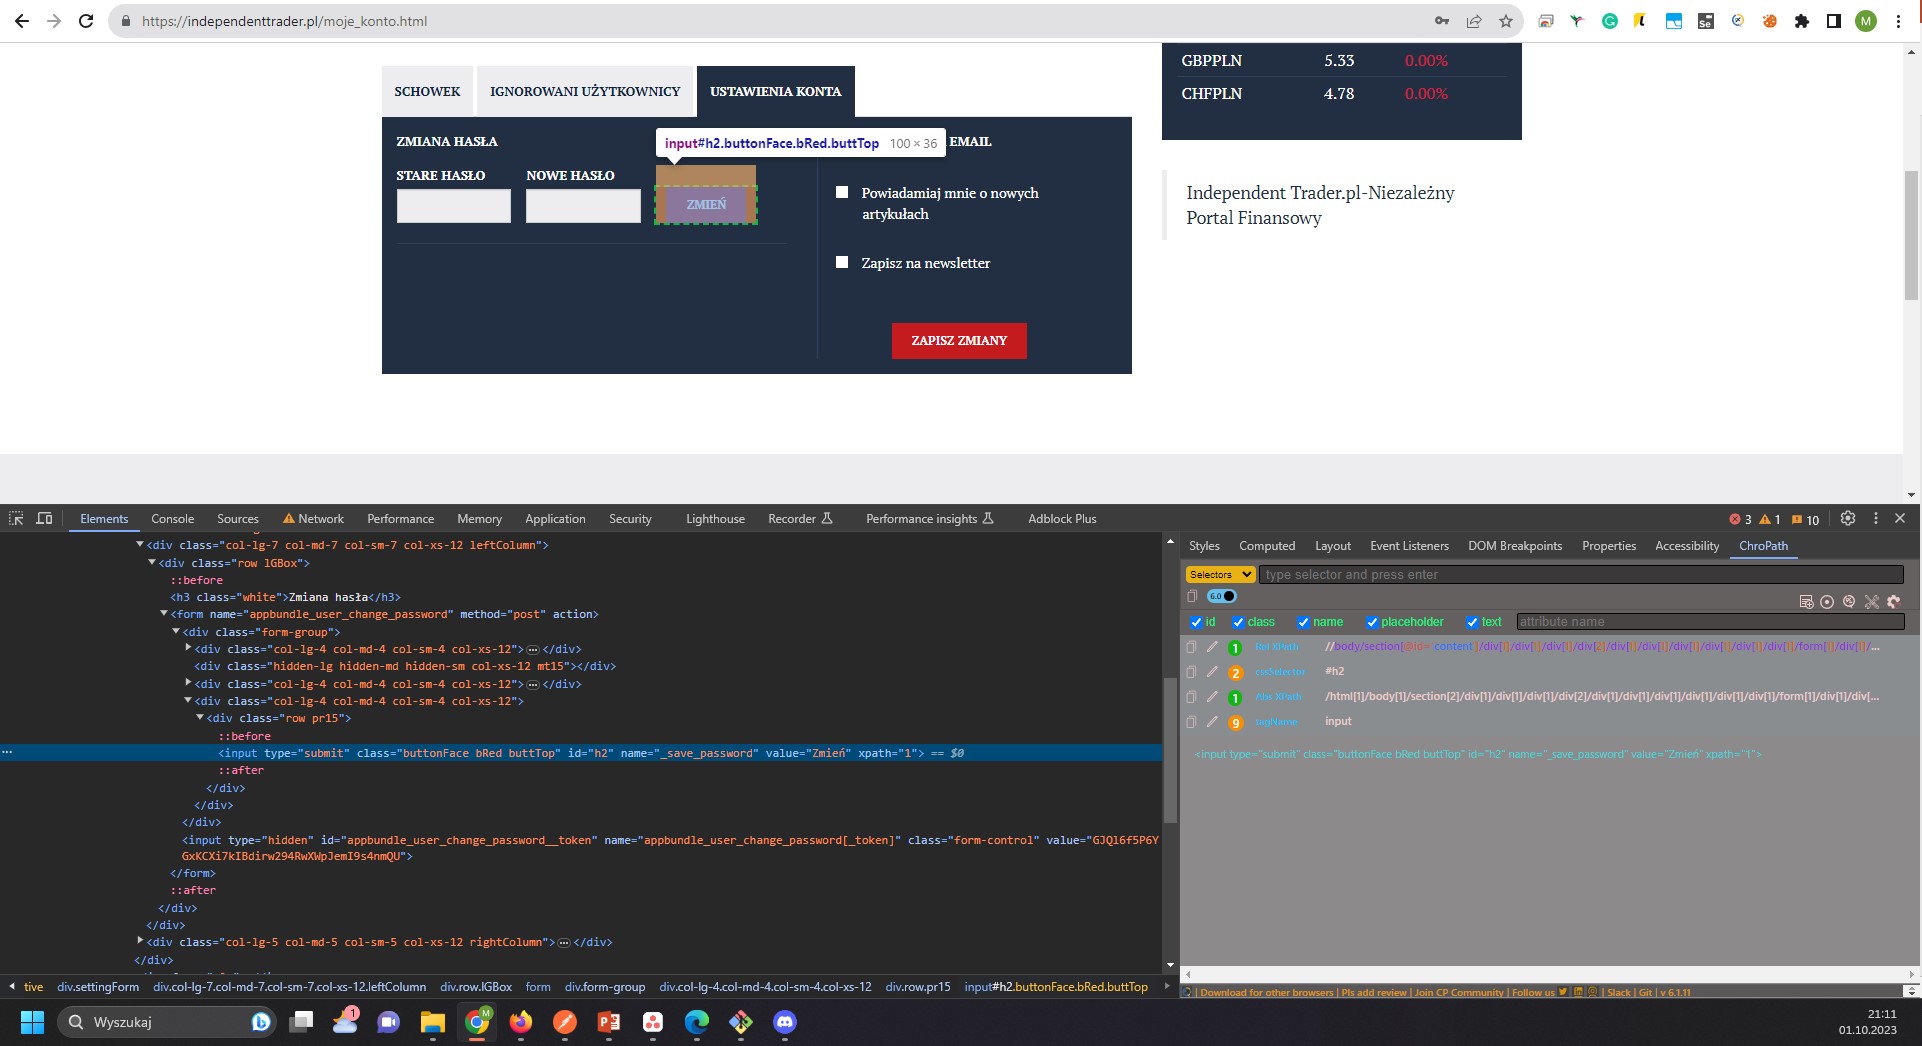 https://independenttrader.pl/moje_konto.html
M
GBPPLN 5.33 0.00%
CHFPLN 4.78 0.00%
SCHOWEK IGNOROWANI UŻYTKOWNICY USTAWIENIA KONTA
ZMIANA HASŁA
input#h2.buttonFace.bRed.buttTop 100 × 36
EMAIL
STARE HASŁO NOWE HASŁO
ZMIEŃ
Powiadamiaj mnie o nowych
artykułach
Zapisz na newsletter
ZAPISZ ZMIANY
Independent Trader.pl-Niezależny
Portal Finansowy
Elements Console Sources Network Performance Memory Application Security Lighthouse Recorder Performance insights Adblock Plus
3 1 10
<div class="col-lg-7 col-md-7 col-sm-7 col-xs-12 leftColumn">
<div class="row lGBox">
::before
<h3 class="white">Zmiana hasła</h3>
<form name="appbundle_user_change_password" method="post" action>
<div class="form-group">
<div class="col-lg-4 col-md-4 col-sm-4 col-xs-12">…</div>
<div class="hidden-lg hidden-md hidden-sm col-xs-12 mt15"></div>
<div class="col-lg-4 col-md-4 col-sm-4 col-xs-12">…</div>
<div class="col-lg-4 col-md-4 col-sm-4 col-xs-12">
<div class="row pr15">
::before
… <input type="submit" class="buttonFace bRed buttTop" id="h2" name="_save_password" value="Zmień" xpath="1"> == $0
::after
</div>
</div>
</div>
<input type="hidden" id="appbundle_user_change_password__token" name="appbundle_user_change_password[_token]" class="form-control" value="GJQl6f5P6Y
GxKCXi7kIBdirw294RwXWpJemI9s4nmQU">
</form>
::after
</div>
</div>
<div class="col-lg-5 col-md-5 col-sm-5 col-xs-12 rightColumn">…</div>
</div>
tive div.settingForm div.col-lg-7.col-md-7.col-sm-7.col-xs-12.leftColumn div.row.lGBox form div.form-group div.col-lg-4.col-md-4.col-sm-4.col-xs-12 div.row.pr15 input#h2.buttonFace.bRed.buttTop
Styles Computed Layout Event Listeners DOM Breakpoints Properties Accessibility ChroPath
Selectors type selector and press enter
6.0
id class name placeholder text attribute name
1 Rel XPath //body/section[@id='content']/div[1]/div[1]/div[1]/div[2]/div[1]/div[1]/div[1]/div[1]/div[1]/div[1]/form[1]/div[1]/...
2 cssSelector #h2
1 Abs XPath /html[1]/body[1]/section[2]/div[1]/div[1]/div[1]/div[2]/div[1]/div[1]/div[1]/div[1]/div[1]/div[1]/form[1]/div[1]/div[...
9 tagName input
<input type="submit" class="buttonFace bRed buttTop" id="h2" name="_save_password" value="Zmień" xpath="1">
| Download for other browsers | Pls add review | Join CP Community | Follow us | Slack | Git | v 6.1.11
Wyszukaj
1
M
21:11
01.10.2023